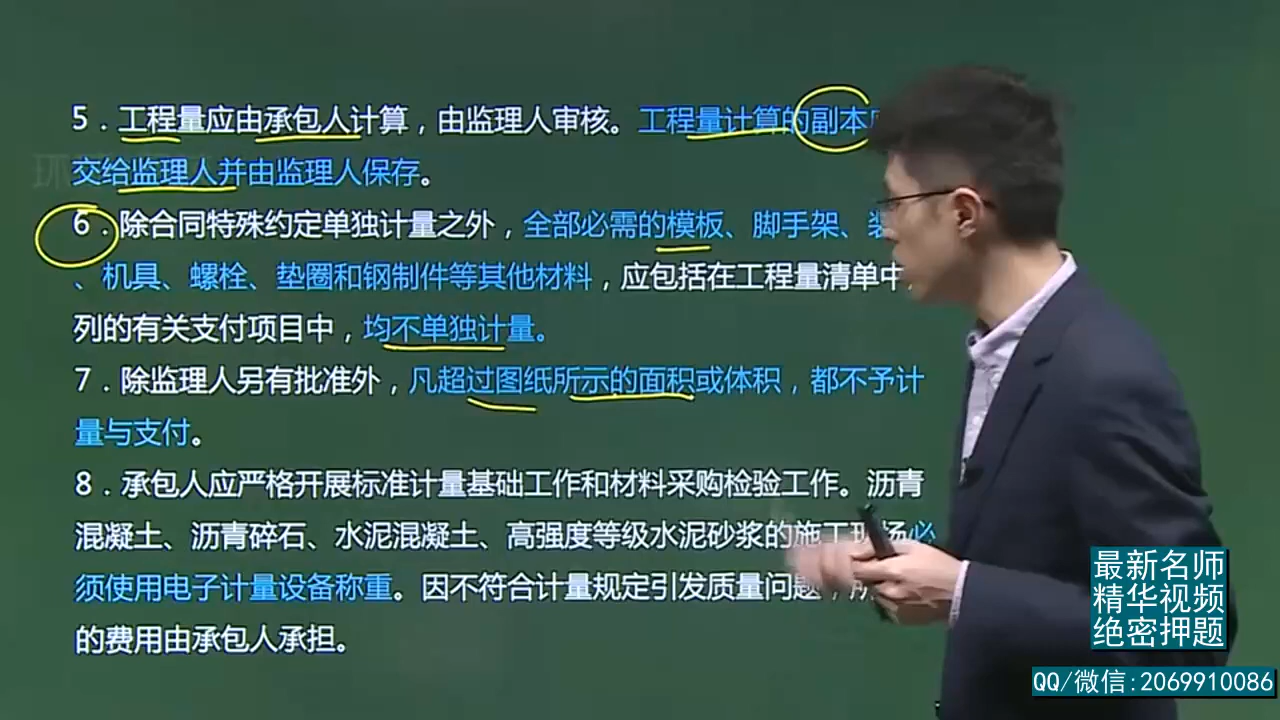 5．工程量应由承包人计算，由监理人审核。工程量计算的副本
交给监理人并由监理人保存。
6．除合同特殊约定单独计量之外，全部必需的模板、脚手架、装
、机具、螺栓、垫圈和钢制件等其他材料，应包括在工程量清单中
列的有关支付项目中，均不单独计量。
7．除监理人另有批准外，凡超过图纸所示的面积或体积，都不予计
量与支付。
8．承包人应严格开展标准计量基础工作和材料采购检验工作。沥青
混凝土、沥青碎石、水泥混凝土、高强度等级水泥砂浆的施工现场必
须使用电子计量设备称重。因不符合计量规定引发质量问题，所
的费用由承包人承担。
最新名师
精华视频
绝密押题
QQ/微信:2069910086